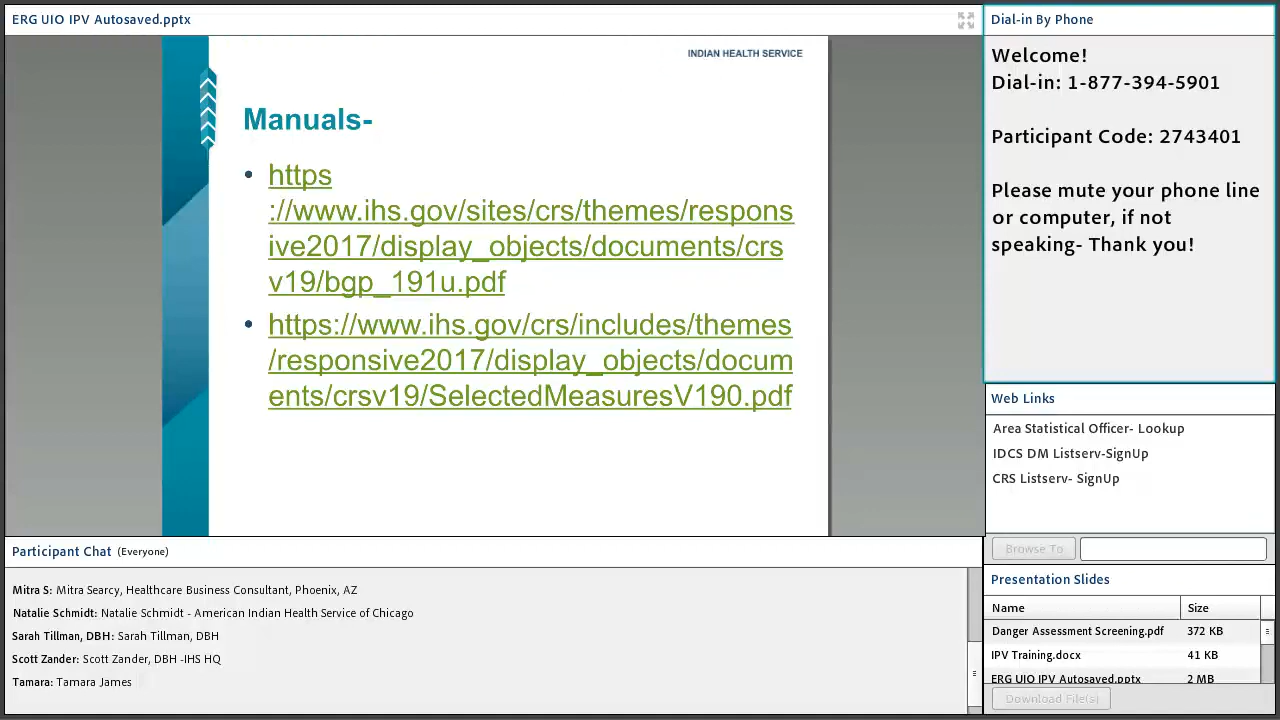 ERG UIO IPV Autosaved.pptx
INDIAN HEALTH SERVICE
Manuals-
• https
://www.ihs.gov/sites/crs/themes/respons
ive2017/display_objects/documents/crs
v19/bgp_191u.pdf
• https://www.ihs.gov/crs/includes/themes
/responsive2017/display_objects/docum
ents/crsv19/SelectedMeasuresV190.pdf
Participant Chat (Everyone)
Mitra S: Mitra Searcy, Healthcare Business Consultant, Phoenix, AZ
Natalie Schmidt: Natalie Schmidt - American Indian Health Service of Chicago
Sarah Tillman, DBH: Sarah Tillman, DBH
Scott Zander: Scott Zander, DBH -IHS HQ
Tamara: Tamara James
Dial-in By Phone
Welcome!
Dial-in: 1-877-394-5901
Participant Code: 2743401
Please mute your phone line
or computer, if not
speaking- Thank you!
Web Links
Area Statistical Officer- Lookup
IDCS DM Listserv-SignUp
CRS Listserv- SignUp
Browse To
Presentation Slides
Name Size
Danger Assessment Screening.pdf 372 KB
IPV Training.docx 41 KB
ERG UIO IPV Autosaved.pptx 2 MB
Download File(s)